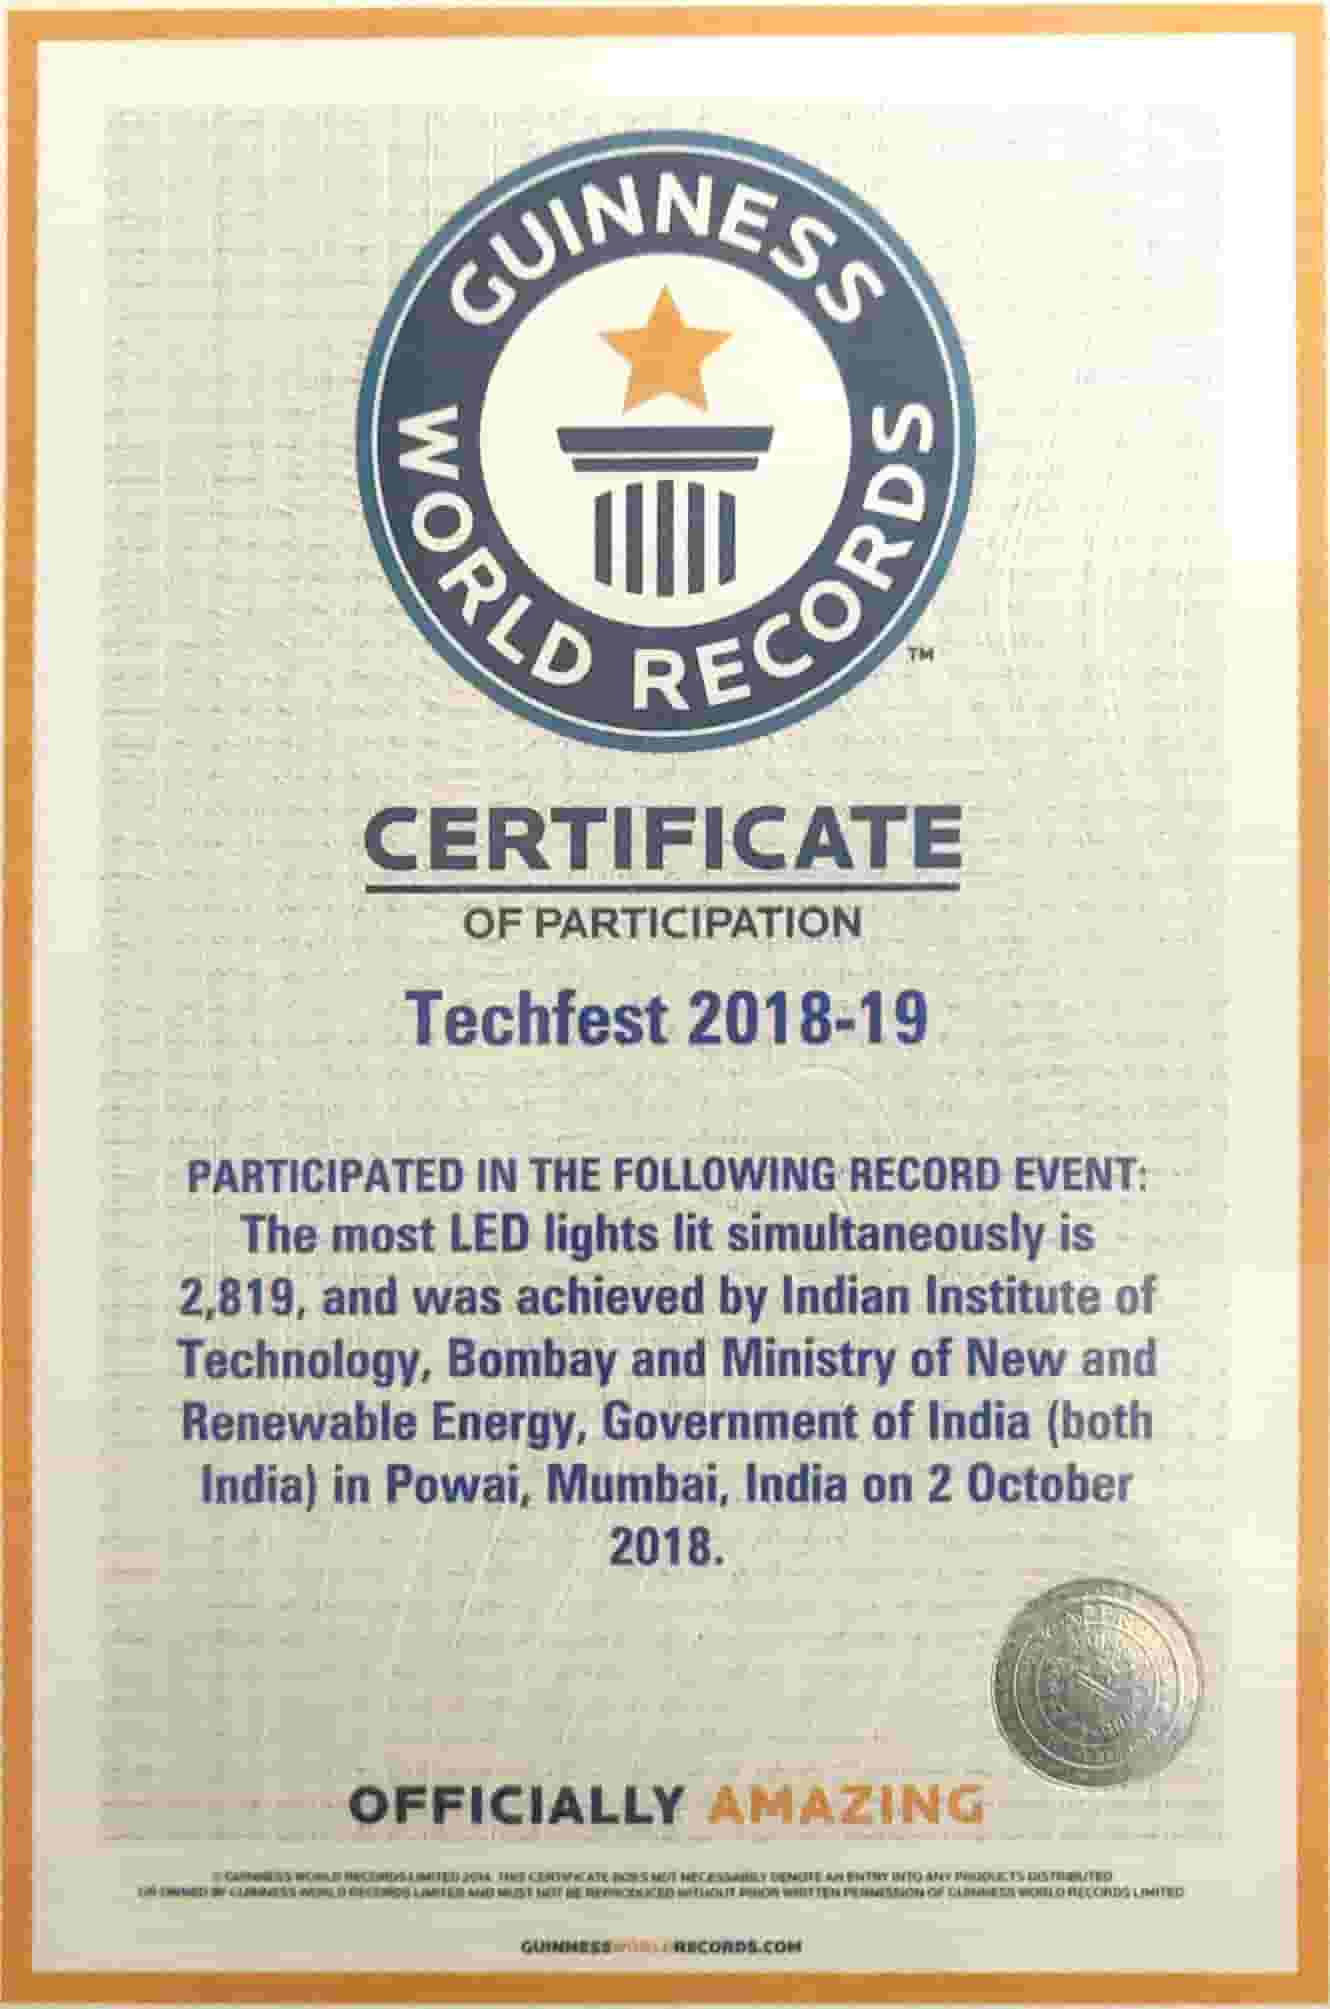 GUINNESS
WORLD RECORDS
TM
CERTIFICATE
OF PARTICIPATION
Techfest 2018-19
PARTICIPATED IN THE FOLLOWING RECORD EVENT:
The most LED lights lit simultaneously is
2,819, and was achieved by Indian Institute of
Technology, Bombay and Ministry of New and
Renewable Energy, Government of India (both
India) in Powai, Mumbai, India on 2 October
2018.
OFFICIALLY AMAZING
© GUINNESS WORLD RECORDS LIMITED 2014. THIS CERTIFICATE DOES NOT NECESSARILY DENOTE AN ENTRY INTO ANY PRODUCTS DISTRIBUTED
OR OWNED BY GUINNESS WORLD RECORDS LIMITED AND MUST NOT BE REPRODUCED WITHOUT PRIOR WRITTEN PERMISSION OF GUINNESS WORLD RECORDS LIMITED
GUINNESSWORLDRECORDS.COM